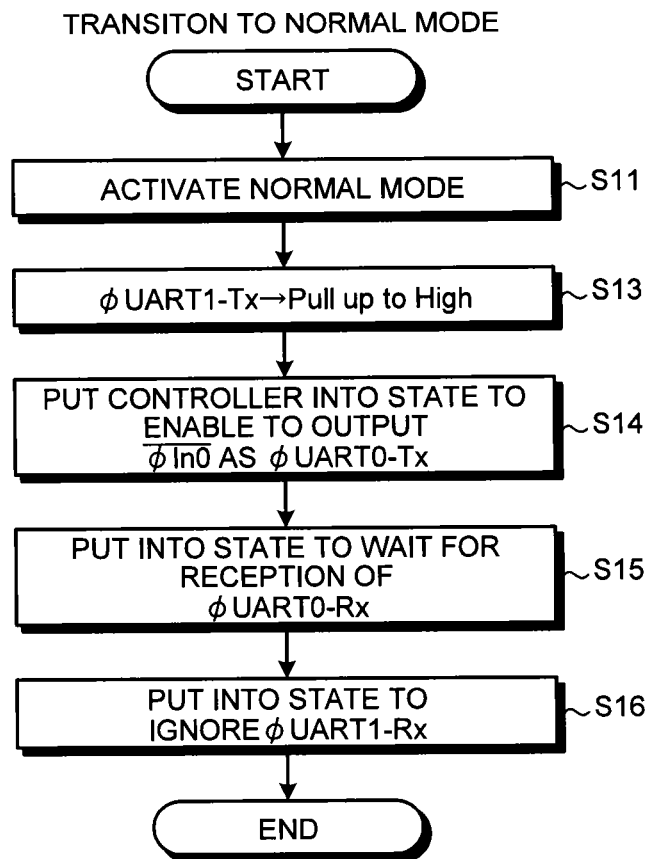 TRANSITON TO NORMAL MODE
START
ACTIVATE NORMAL MODE
S11
ϕ UART1-Tx→Pull up to High
S13
PUT CONTROLLER INTO STATE TO
ENABLE TO OUTPUT
ϕ̅ I̅n̅0̅ AS ϕ UART0-Tx
S14
PUT INTO STATE TO WAIT FOR
RECEPTION OF
ϕ UART0-Rx
S15
PUT INTO STATE TO
IGNORE ϕ UART1-Rx
S16
END